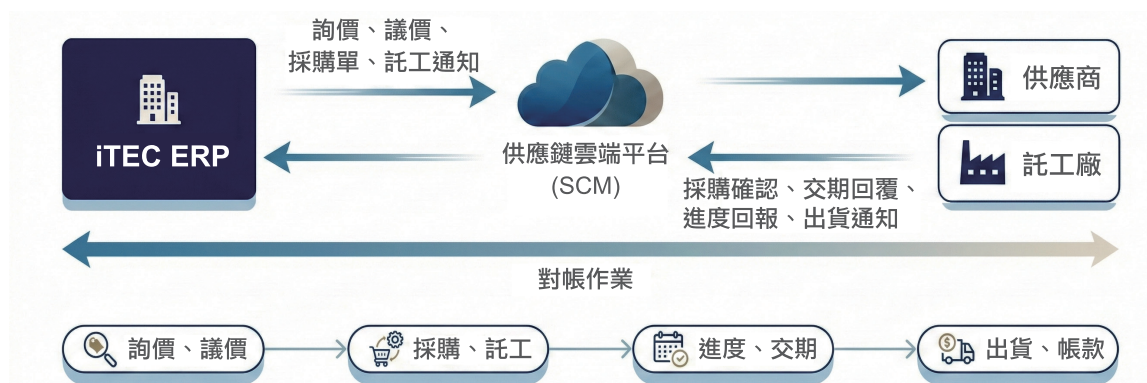 詢價、議價、
採購單、託工通知
iTEC ERP
供應鏈雲端平台
(SCM)
供應商
託工廠
採購確認、交期回覆、
進度回報、出貨通知
對帳作業
詢價、議價
採購、託工
進度、交期
出貨、帳款